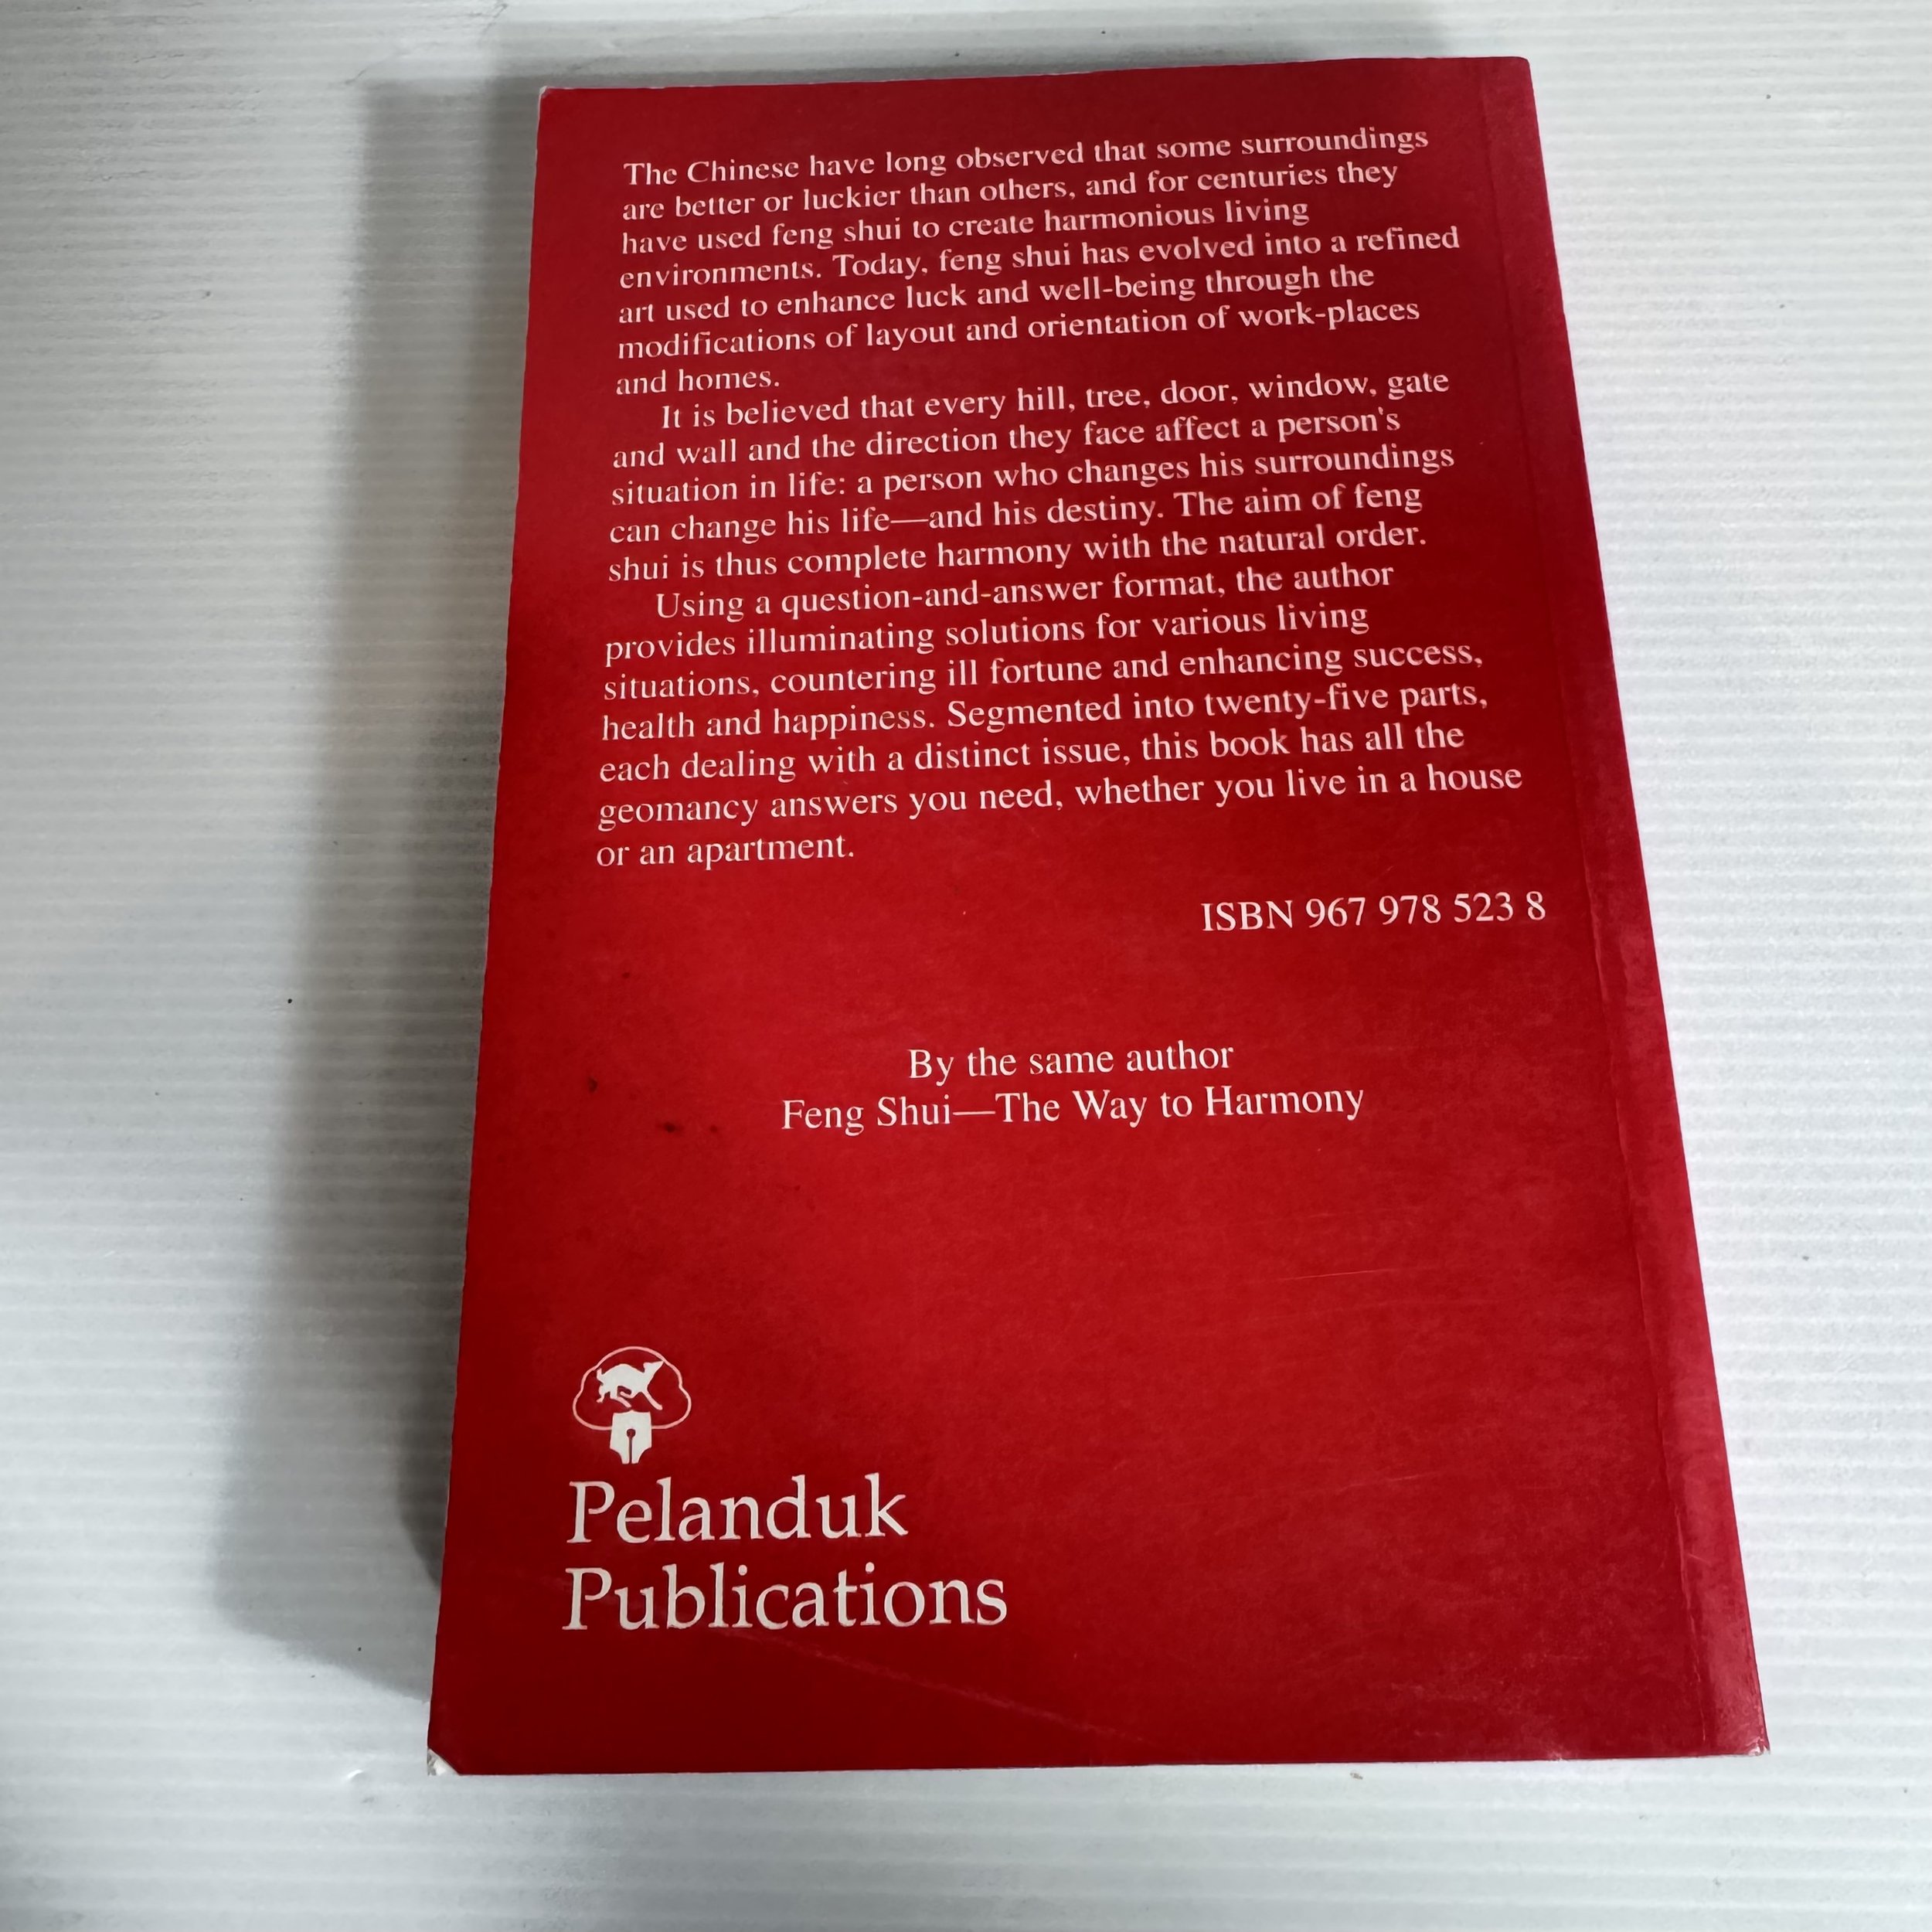 The Chinese have long observed that some surroundings
are better or luckier than others, and for centuries they
have used feng shui to create harmonious living
environments. Today, feng shui has evolved into a refined
art used to enhance luck and well-being through the
modifications of layout and orientation of work-places
and homes.
It is believed that every hill, tree, door, window, gate
and wall and the direction they face affect a person's
situation in life: a person who changes his surroundings
can change his life—and his destiny. The aim of feng
shui is thus complete harmony with the natural order.
Using a question-and-answer format, the author
provides illuminating solutions for various living
situations, countering ill fortune and enhancing success,
health and happiness. Segmented into twenty-five parts,
each dealing with a distinct issue, this book has all the
geomancy answers you need, whether you live in a house
or an apartment.
ISBN 967 978 523 8
By the same author
Feng Shui—The Way to Harmony
Pelanduk
Publications